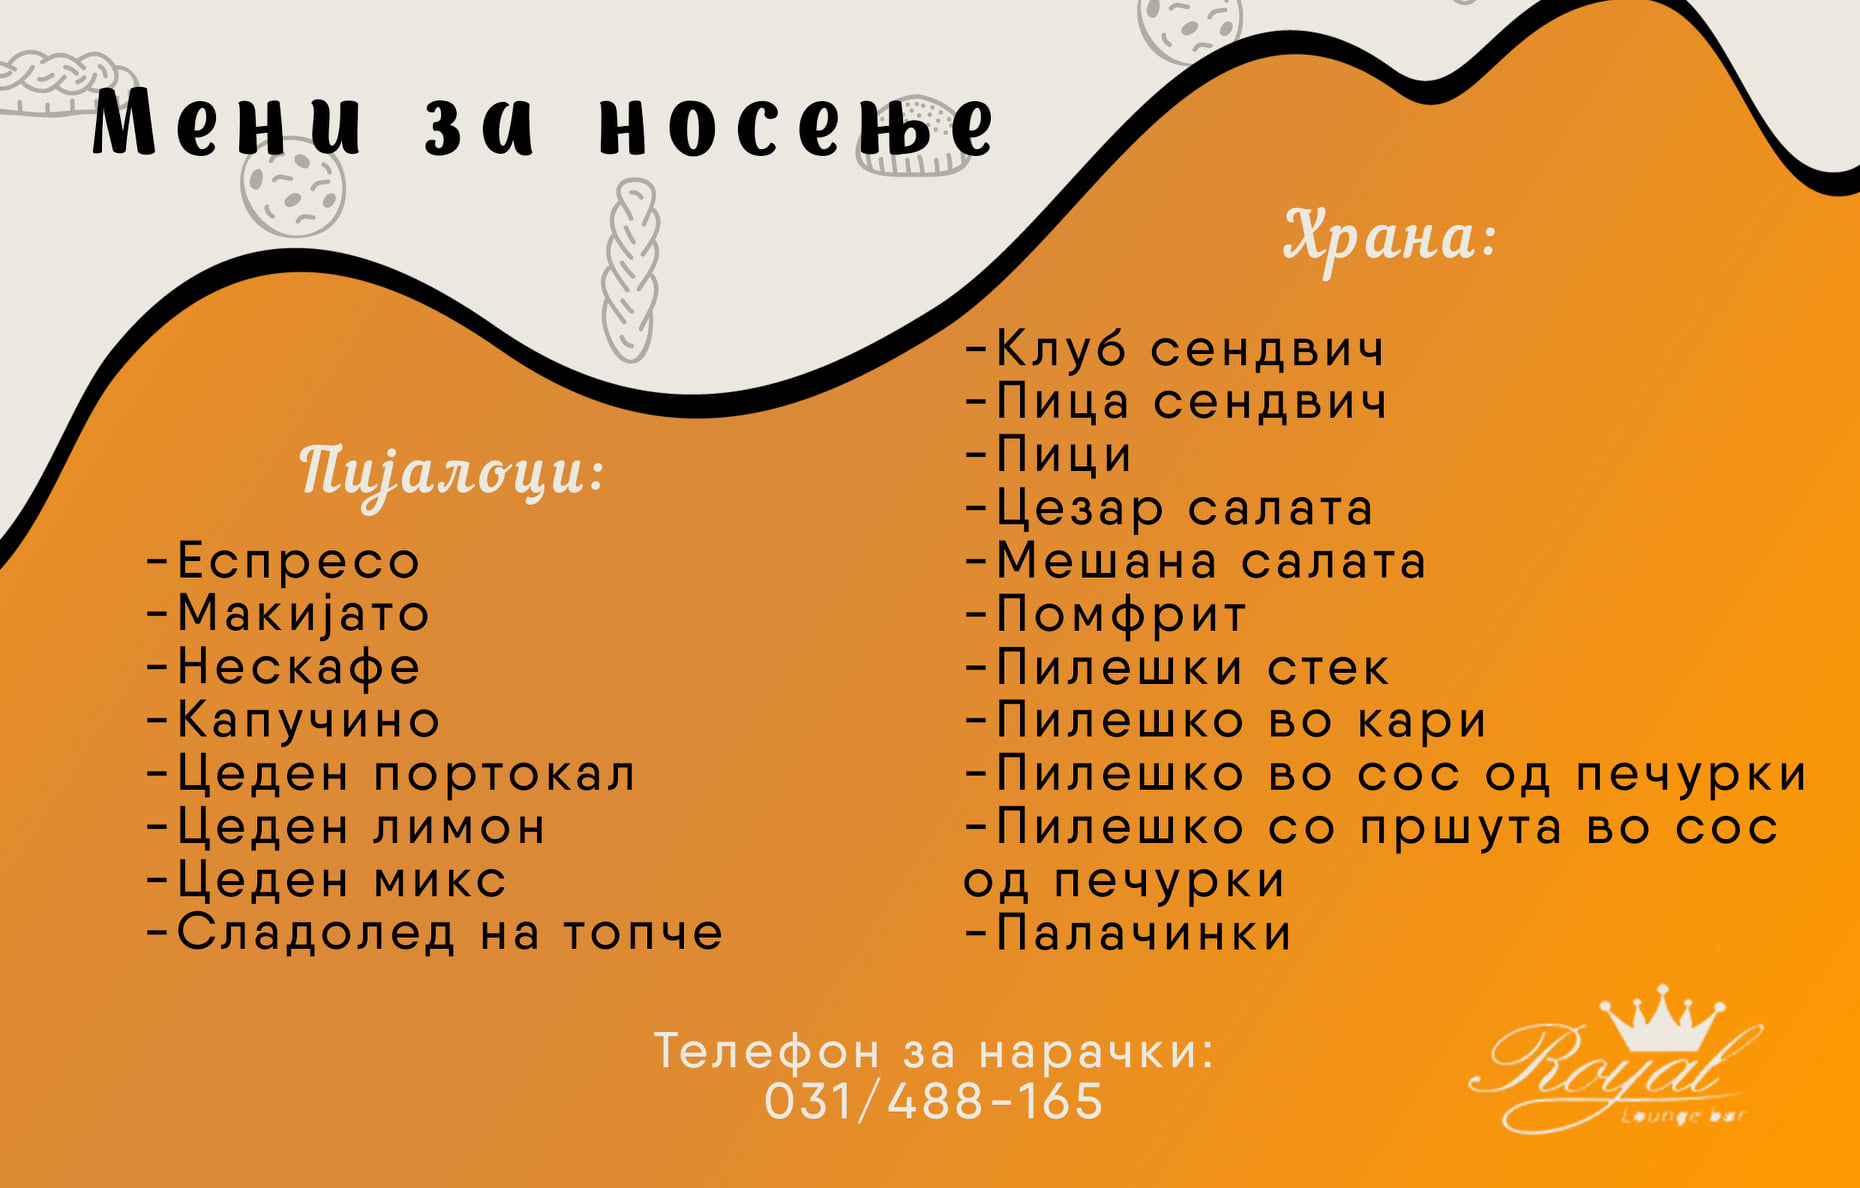 Мени за носење
Пијалоци:
-Еспресо
-Макијато
-Нескафе
-Капучино
-Цеден портокал
-Цеден лимон
-Цеден микс
-Сладолед на топче
Храна:
-Клуб сендвич
-Пица сендвич
-Пици
-Цезар салата
-Мешана салата
-Помфрит
-Пилешки стек
-Пилешко во кари
-Пилешко во сос од печурки
-Пилешко со пршута во сос
од печурки
-Палачинки
Телефон за нарачки:
031/488-165
Royal
Lounge bar